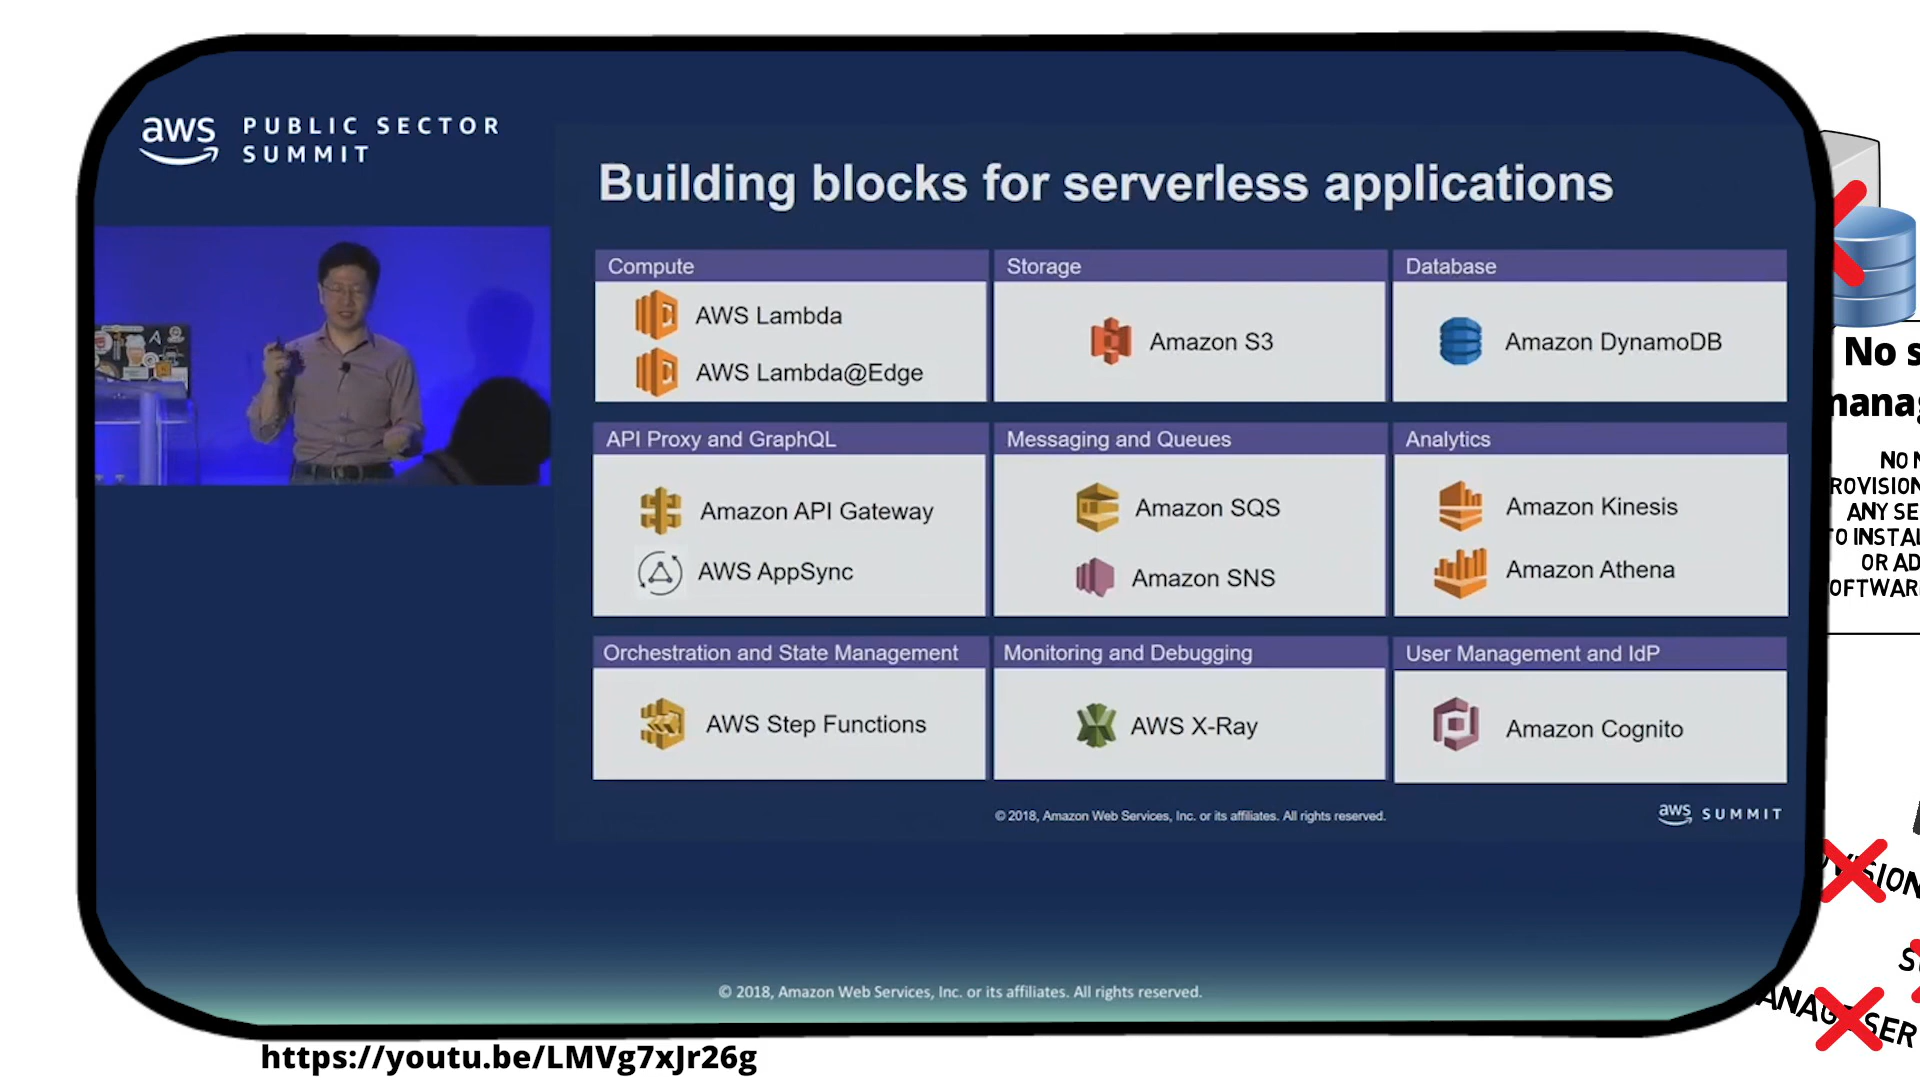 aws PUBLIC SECTOR
SUMMIT
Building blocks for serverless applications
Compute
AWS Lambda
AWS Lambda@Edge
Storage
Amazon S3
Database
Amazon DynamoDB
API Proxy and GraphQL
Amazon API Gateway
AWS AppSync
Messaging and Queues
Amazon SQS
Amazon SNS
Analytics
Amazon Kinesis
Amazon Athena
Orchestration and State Management
AWS Step Functions
Monitoring and Debugging
AWS X-Ray
User Management and IdP
Amazon Cognito
© 2018, Amazon Web Services, Inc. or its affiliates. All rights reserved.
aws SUMMIT
© 2018, Amazon Web Services, Inc. or its affiliates. All rights reserved.
https://youtu.be/LMVg7xJr26g
No
ANY